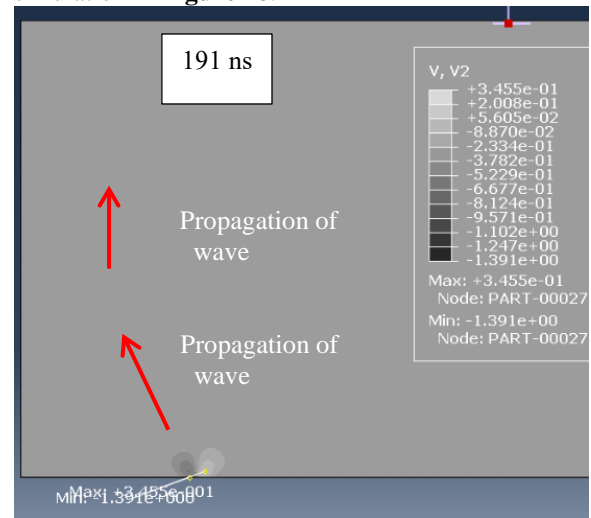 191 ns
V, V2
+3.455e-01
+2.008e-01
+5.605e-02
-8.870e-02
-2.334e-01
-3.782e-01
-5.229e-01
-6.677e-01
-8.124e-01
-9.571e-01
-1.102e+00
-1.247e+00
-1.391e+00
Max: +3.455e-01
Node: PART-00027
Min: -1.391e+00
Node: PART-00027
Propagation of
wave
Propagation of
wave